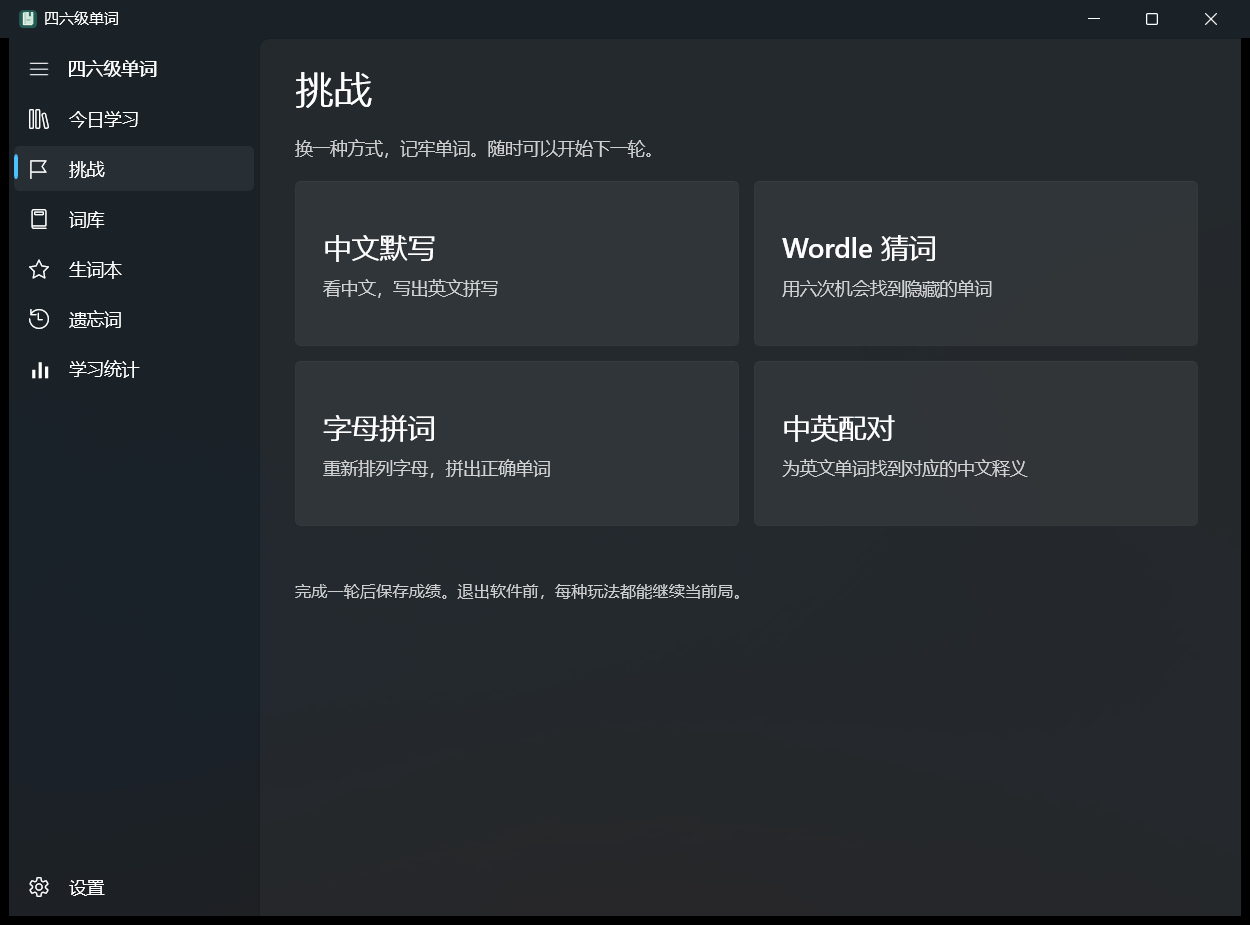 四六级单词
四六级单词
今日学习
挑战
词库
生词本
遗忘词
学习统计
设置
挑战
换一种方式，记牢单词。随时可以开始下一轮。
中文默写
看中文，写出英文拼写
Wordle 猜词
用六次机会找到隐藏的单词
字母拼词
重新排列字母，拼出正确单词
中英配对
为英文单词找到对应的中文释义
完成一轮后保存成绩。退出软件前，每种玩法都能继续当前局。